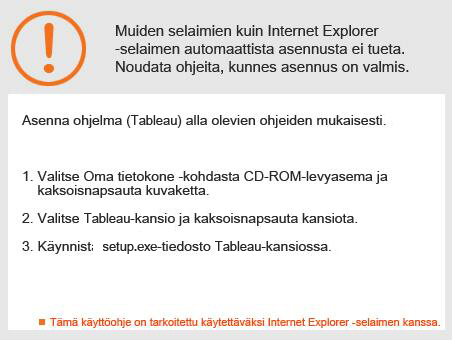 Muiden selaimien kuin Internet Explorer
-selaimen automaattista asennusta ei tueta.
Noudata ohjeita, kunnes asennus on valmis.
Asenna ohjelma (Tableau) alla olevien ohjeiden mukaisesti.
1. Valitse Oma tietokone -kohdasta CD-ROM-levyasema ja
kaksoisnapsauta kuvaketta.
2. Valitse Tableau-kansio ja kaksoisnapsauta kansiota.
3. Käynnistä setup.exe-tiedosto Tableau-kansiossa.
Tämä käyttöohje on tarkoitettu käytettäväksi Internet Explorer -selaimen kanssa.